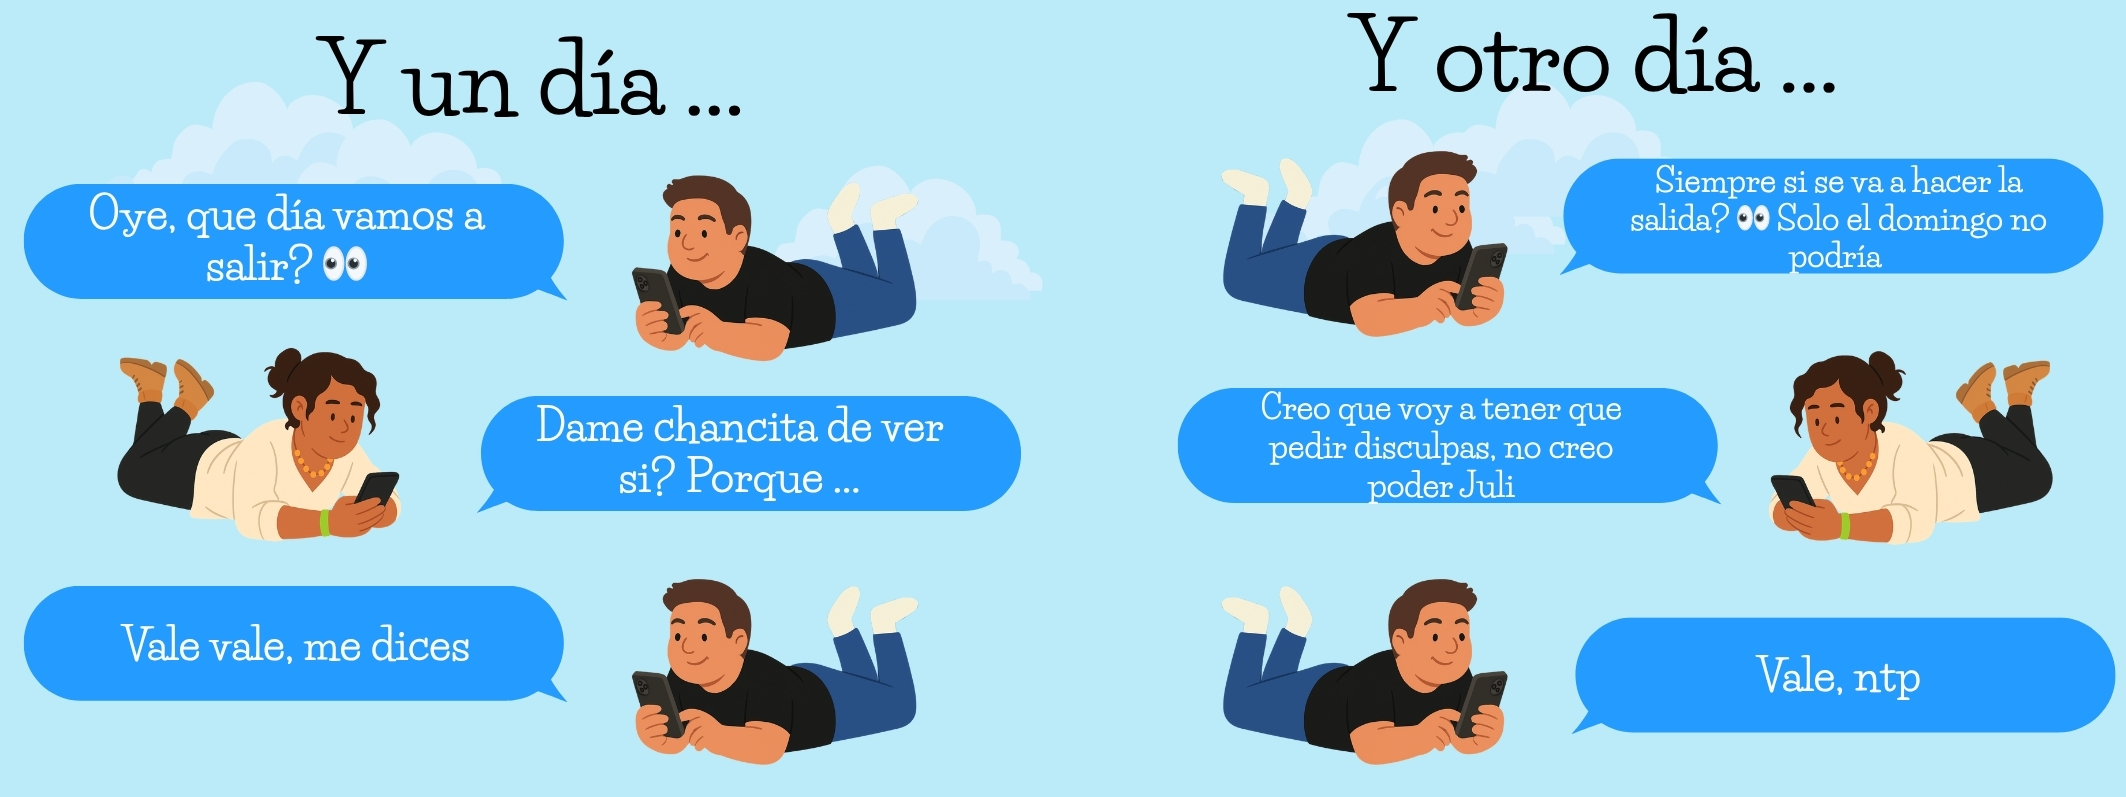 Y un día ...
Oye, que día vamos a
salir? 👀
Dame chancita de ver
si? Porque ...
Vale vale, me dices
Y otro día ...
Siempre si se va a hacer la
salida? 👀 Solo el domingo no
podría
Creo que voy a tener que
pedir disculpas, no creo
poder Juli
Vale, ntp